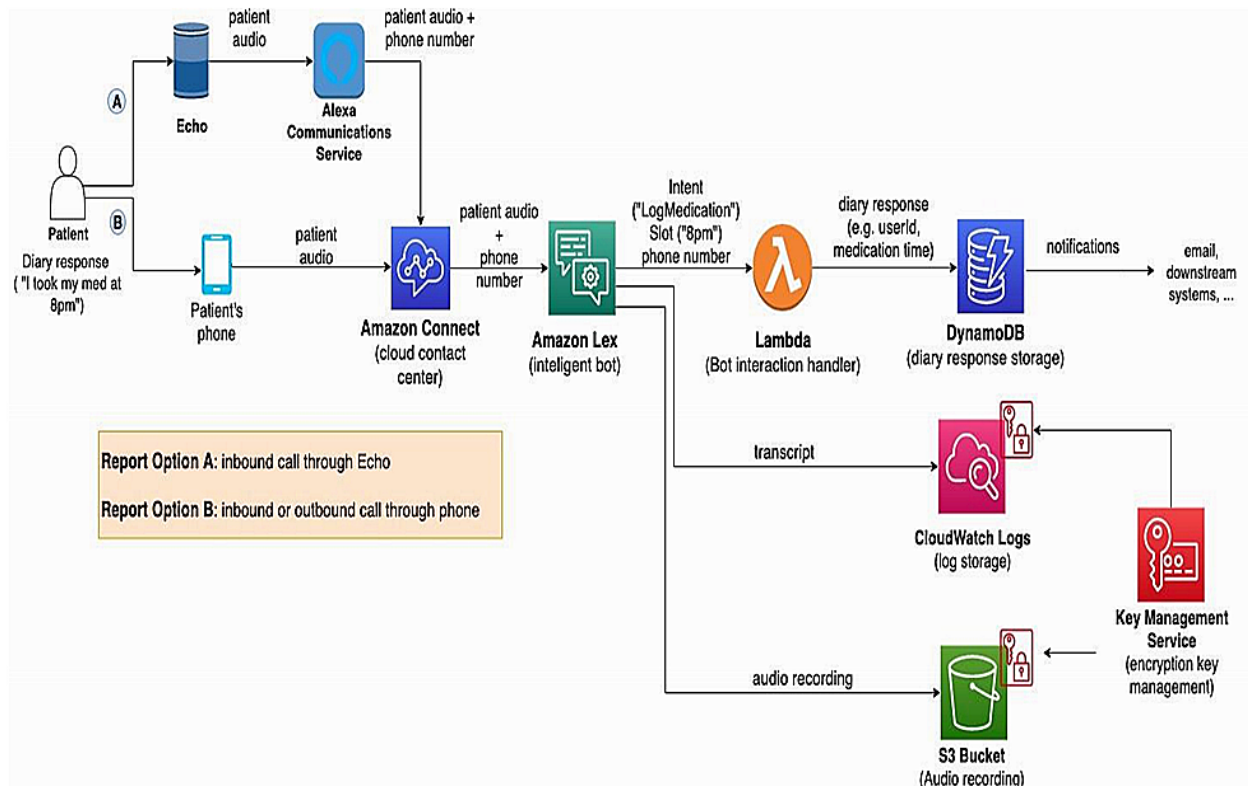 patient
audio
patient audio +
phone number
A
Echo
Alexa
Communications
Service
B
Patient
Diary response
( "I took my med at
8pm")
patient
audio
Patient's
phone
Amazon Connect
(cloud contact
center)
patient audio
+
phone
number
Amazon Lex
(inteligent bot)
Intent
("LogMedication")
Slot ("8pm")
phone number
Lambda
(Bot interaction handler)
diary response
(e.g. userId,
medication time)
DynamoDB
(diary response storage)
notifications
email,
downstream
systems, ...
Report Option A: inbound call through Echo
Report Option B: inbound or outbound call through phone
transcript
CloudWatch Logs
(log storage)
Key Management
Service
(encryption key
management)
audio recording
S3 Bucket
(Audio recording)